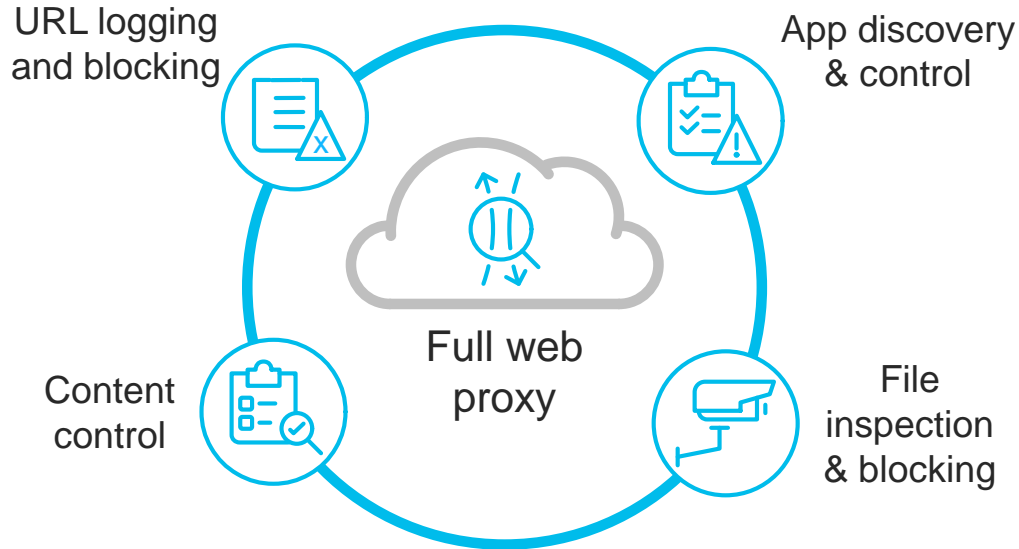 URL logging
and blocking
App discovery
& control
X
!
Full web
proxy
Content
control
File
inspection
& blocking